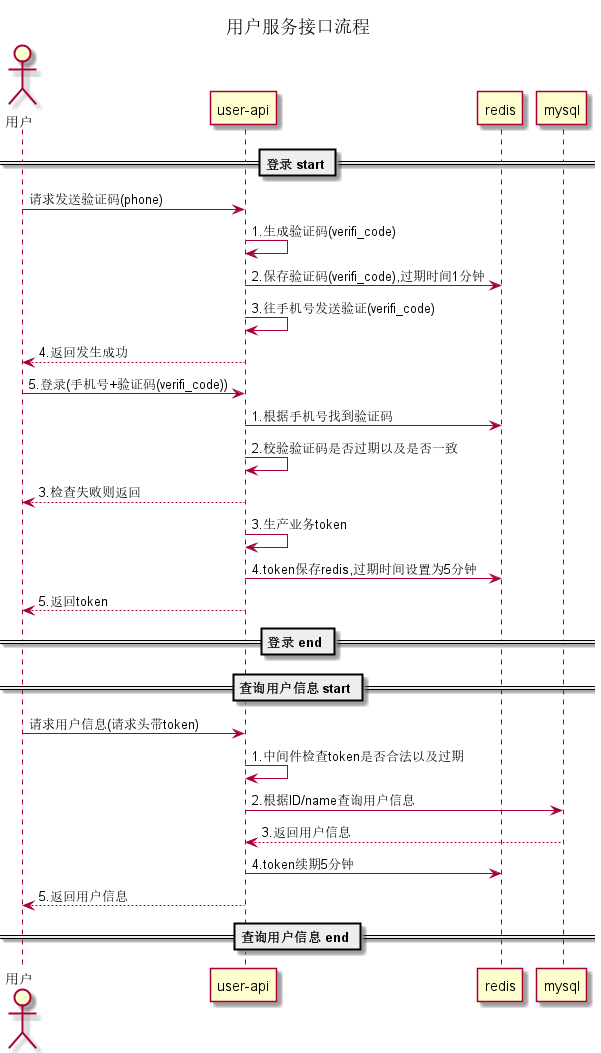 用户服务接口流程
用户
user-api
redis
mysql
登录 start
请求发送验证码(phone)
1.生成验证码(verifi_code)
2.保存验证码(verifi_code),过期时间1分钟
3.往手机号发送验证(verifi_code)
4.返回发生成功
5.登录(手机号+验证码(verifi_code))
1.根据手机号找到验证码
2.校验验证码是否过期以及是否一致
3.检查失败则返回
3.生产业务token
4.token保存redis,过期时间设置为5分钟
5.返回token
登录 end
查询用户信息 start
请求用户信息(请求头带token)
1.中间件检查token是否合法以及过期
2.根据ID/name查询用户信息
3.返回用户信息
4.token续期5分钟
5.返回用户信息
查询用户信息 end
用户
user-api
redis
mysql